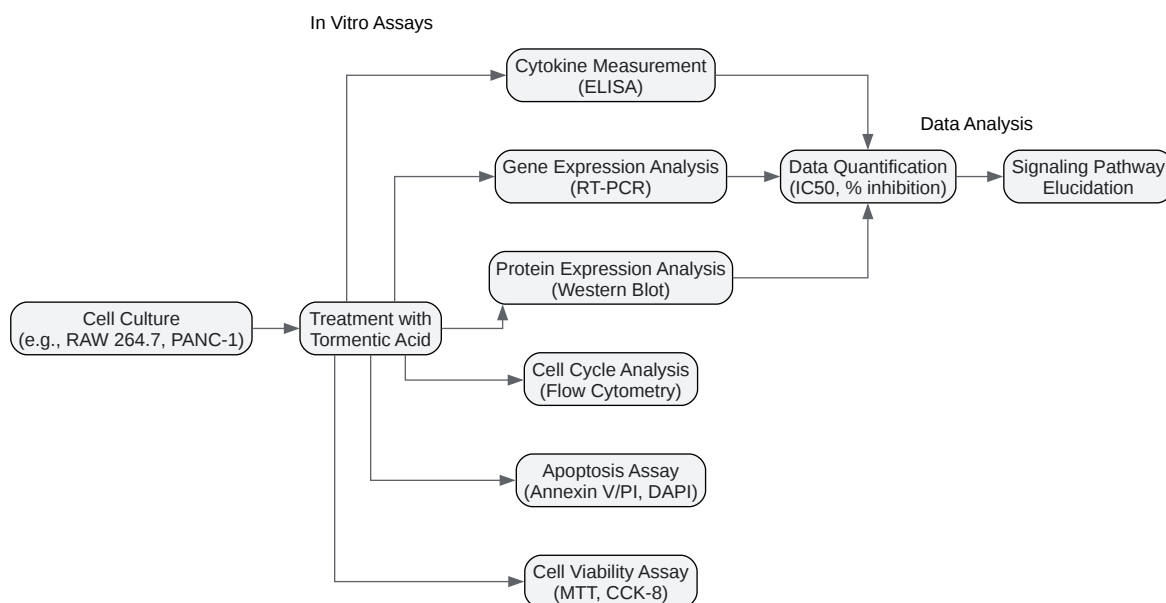 In Vitro Assays
Cytokine Measurement
(ELISA)
Data Analysis
Gene Expression Analysis
(RT-PCR)
Data Quantification
(IC50, % inhibition)
Signaling Pathway
Elucidation
Protein Expression Analysis
(Western Blot)
Cell Culture
(e.g., RAW 264.7, PANC-1)
Treatment with
Tormentic Acid
Cell Cycle Analysis
(Flow Cytometry)
Apoptosis Assay
(Annexin V/PI, DAPI)
Cell Viability Assay
(MTT, CCK-8)